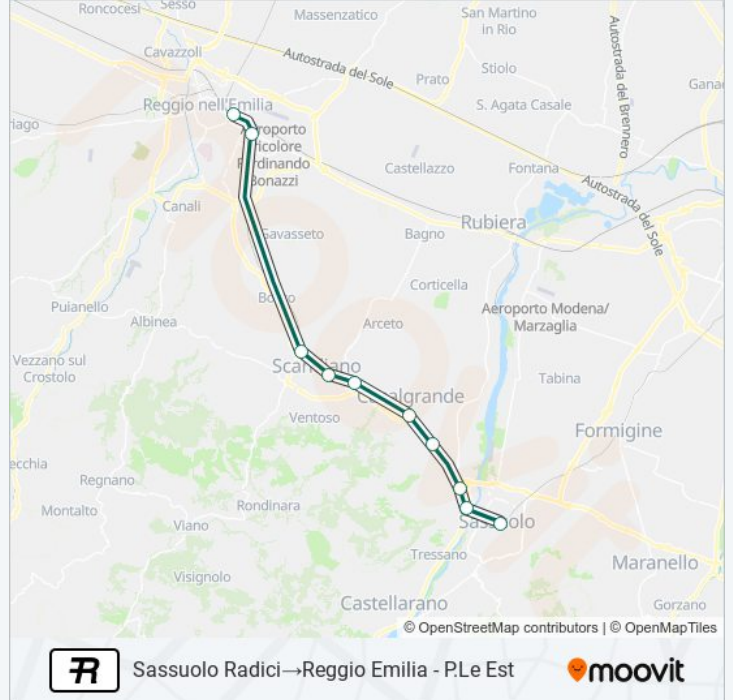 Roncocesi
Sesso
Massenzatico
San Martino
in Rio
Cavazzoli
Autostrada del Sole
Autostrada del Brennero
Prato
Stiolo
Reggio nell'Emilia
S. Agata Casale
Castellazzo
Fontana
Autostrada del Sole
Canali
Rubiera
Gavasseto
Bagno
Corticella
Puianello
Albinea
Arceto
Aeroporto Modena/
Marzaglia
Vezzano sul
Crostolo
Tabina
Ventoso
Formigine
Regnano
Rondinara
Montalto
Viano
Tressano
Maranello
Visignolo
Castellarano
Gorzano
© OpenStreetMap contributors | © OpenMapTiles
R
Sassuolo Radici→Reggio Emilia - P.Le Est
moovit